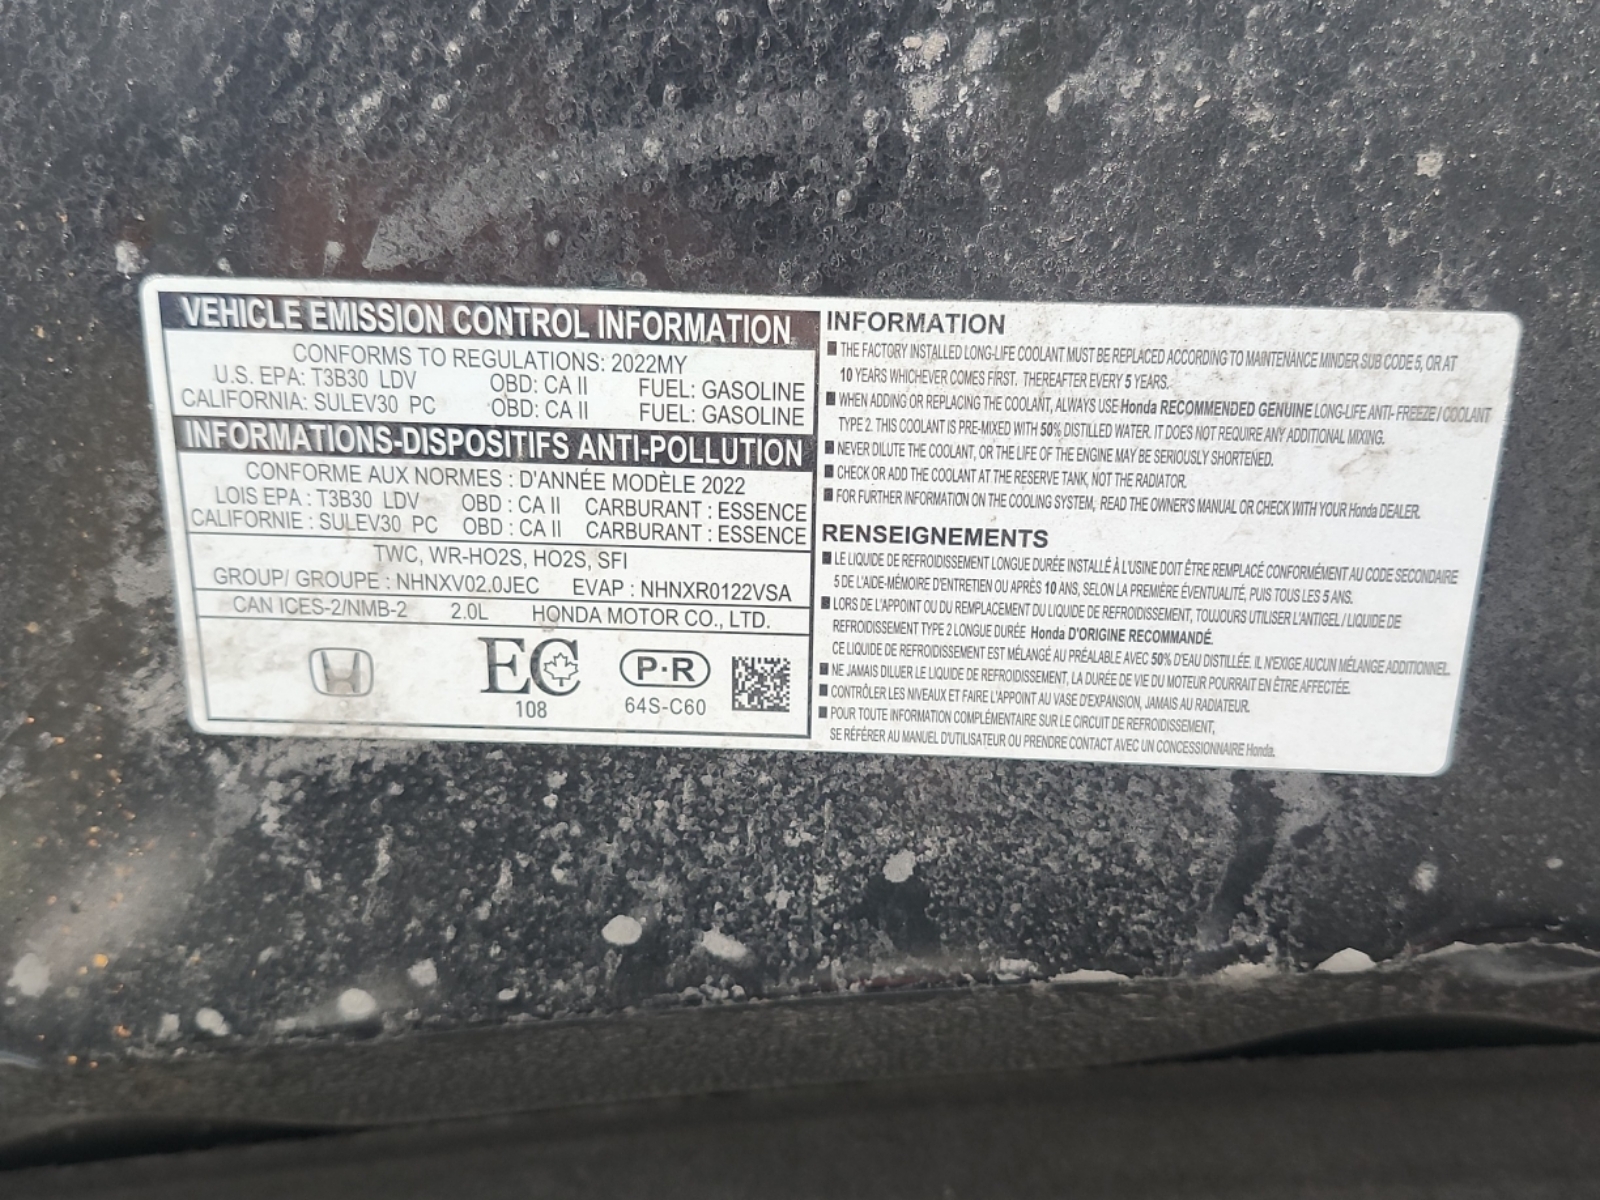 VEHICLE EMISSION CONTROL INFORMATION
CONFORMS TO REGULATIONS: 2022MY
U.S. EPA: T3B30 LDV OBD: CA II FUEL: GASOLINE
CALIFORNIA: SULEV30 PC OBD: CA II FUEL: GASOLINE
INFORMATIONS-DISPOSITIFS ANTI-POLLUTION
CONFORME AUX NORMES : D'ANNÉE MODÈLE 2022
LOIS EPA : T3B30 LDV OBD : CA II CARBURANT : ESSENCE
CALIFORNIE : SULEV30 PC OBD : CA II CARBURANT : ESSENCE
TWC, WR-HO2S, HO2S, SFI
GROUP/ GROUPE : NHNXV02.0JEC EVAP : NHNXR0122VSA
CAN ICES-2/NMB-2 2.0L HONDA MOTOR CO., LTD.
EC P·R
108 64S-C60
INFORMATION
■ THE FACTORY INSTALLED LONG-LIFE COOLANT MUST BE REPLACED ACCORDING TO MAINTENANCE MINDER SUB CODE 5, OR AT
10 YEARS WHICHEVER COMES FIRST. THEREAFTER EVERY 5 YEARS.
■ WHEN ADDING OR REPLACING THE COOLANT, ALWAYS USE Honda RECOMMENDED GENUINE LONG-LIFE ANTI- FREEZE / COOLANT
TYPE 2. THIS COOLANT IS PRE-MIXED WITH 50% DISTILLED WATER. IT DOES NOT REQUIRE ANY ADDITIONAL MIXING.
■ NEVER DILUTE THE COOLANT, OR THE LIFE OF THE ENGINE MAY BE SERIOUSLY SHORTENED.
■ CHECK OR ADD THE COOLANT AT THE RESERVE TANK, NOT THE RADIATOR.
■ FOR FURTHER INFORMATION ON THE COOLING SYSTEM, READ THE OWNER'S MANUAL OR CHECK WITH YOUR Honda DEALER.
RENSEIGNEMENTS
■ LE LIQUIDE DE REFROIDISSEMENT LONGUE DURÉE INSTALLÉ À L'USINE DOIT ÊTRE REMPLACÉ CONFORMÉMENT AU CODE SECONDAIRE
5 DE L'AIDE-MÉMOIRE D'ENTRETIEN OU APRÈS 10 ANS, SELON LA PREMIÈRE ÉVENTUALITÉ, PUIS TOUS LES 5 ANS.
■ LORS DE L'APPOINT OU DU REMPLACEMENT DU LIQUIDE DE REFROIDISSEMENT, TOUJOURS UTILISER L'ANTIGEL / LIQUIDE DE
REFROIDISSEMENT TYPE 2 LONGUE DURÉE Honda D'ORIGINE RECOMMANDÉ.
CE LIQUIDE DE REFROIDISSEMENT EST MÉLANGÉ AU PRÉALABLE AVEC 50% D'EAU DISTILLÉE. IL N'EXIGE AUCUN MÉLANGE ADDITIONNEL.
■ NE JAMAIS DILUER LE LIQUIDE DE REFROIDISSEMENT, LA DURÉE DE VIE DU MOTEUR POURRAIT EN ÊTRE AFFECTÉE.
■ CONTRÔLER LES NIVEAUX ET FAIRE L'APPOINT AU VASE D'EXPANSION, JAMAIS AU RADIATEUR.
■ POUR TOUTE INFORMATION COMPLÉMENTAIRE SUR LE CIRCUIT DE REFROIDISSEMENT,
SE RÉFÉRER AU MANUEL D'UTILISATEUR OU PRENDRE CONTACT AVEC UN CONCESSIONNAIRE Honda.